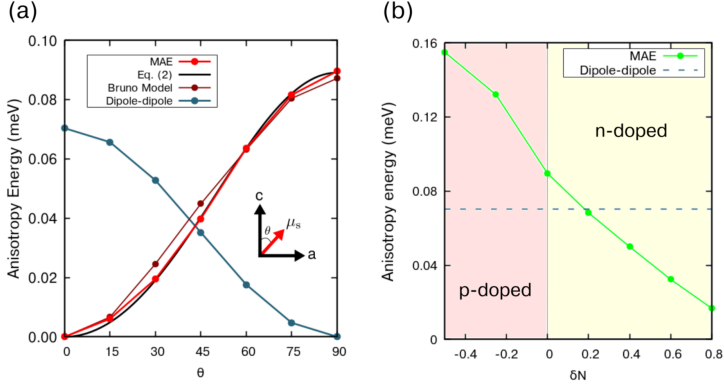 (a)
Anisotropy Energy (meV)
0.10
0.08
0.06
0.04
0.02
0.00
MAE
Eq. (2)
Bruno Model
Dipole-dipole
c
θ
μs
a
0 15 30 45 60 75 90
θ
(b)
Anisotropy energy (meV)
0.16
0.12
0.08
0.04
0
MAE
Dipole-dipole
n-doped
p-doped
-0.4 -0.2 0 0.2 0.4 0.6 0.8
δN